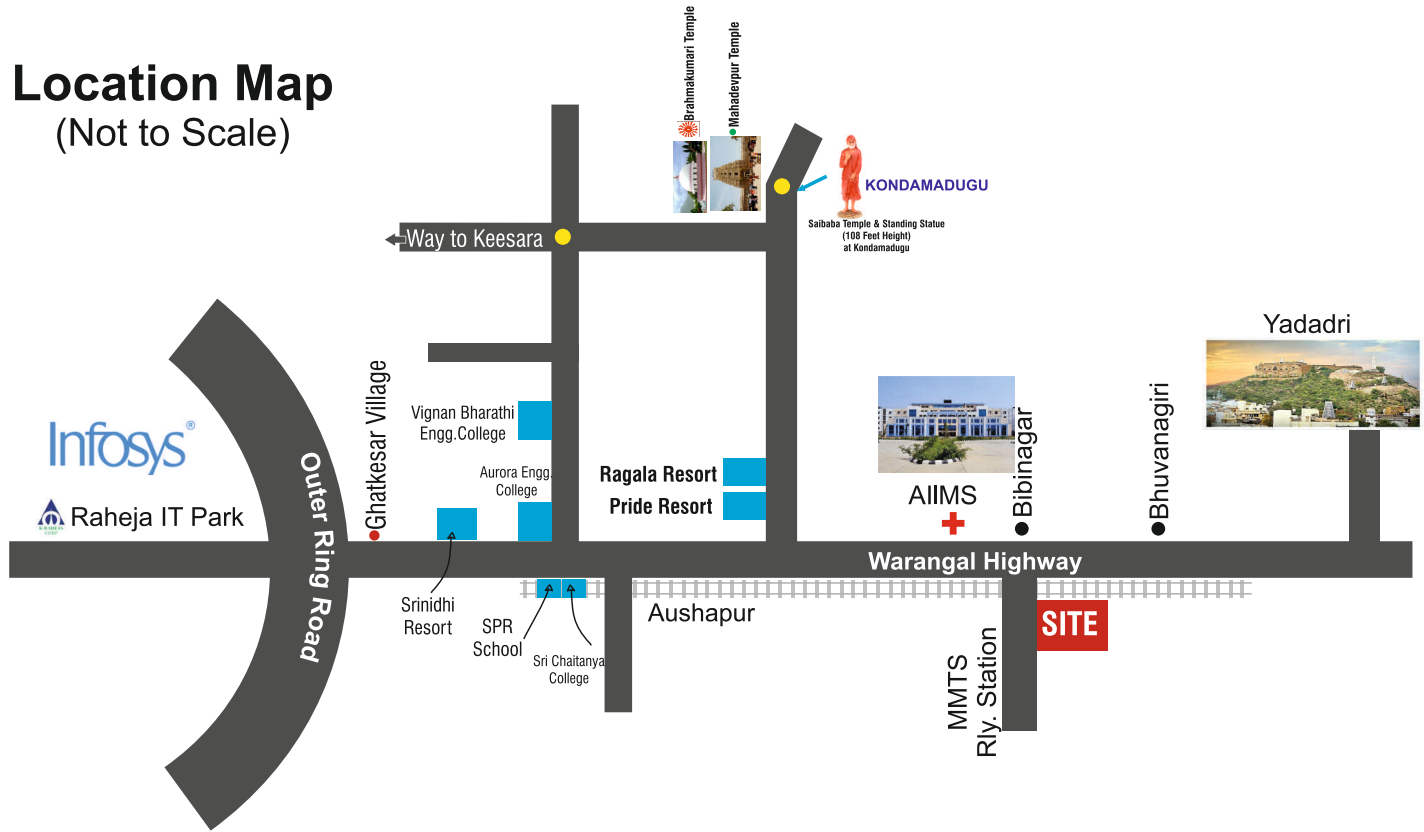 Location Map
(Not to Scale)
Brahmakumari Temple
Mahadevpur Temple
KONDAMADUGU
Saibaba Temple & Standing Statue
(108 Feet Height)
at Kondamadugu
Way to Keesara
Yadadri
Infosys®
Raheja IT Park
Outer Ring Road
Ghatkesar Village
Vignan Bharathi
Engg.College
Aurora Engg.
College
Ragala Resort
Pride Resort
AIIMS
Bibinagar
Bhuvanagiri
Warangal Highway
Srinidhi
Resort
SPR
School
Sri Chaitanya
College
Aushapur
SITE
MMTS
Rly. Station